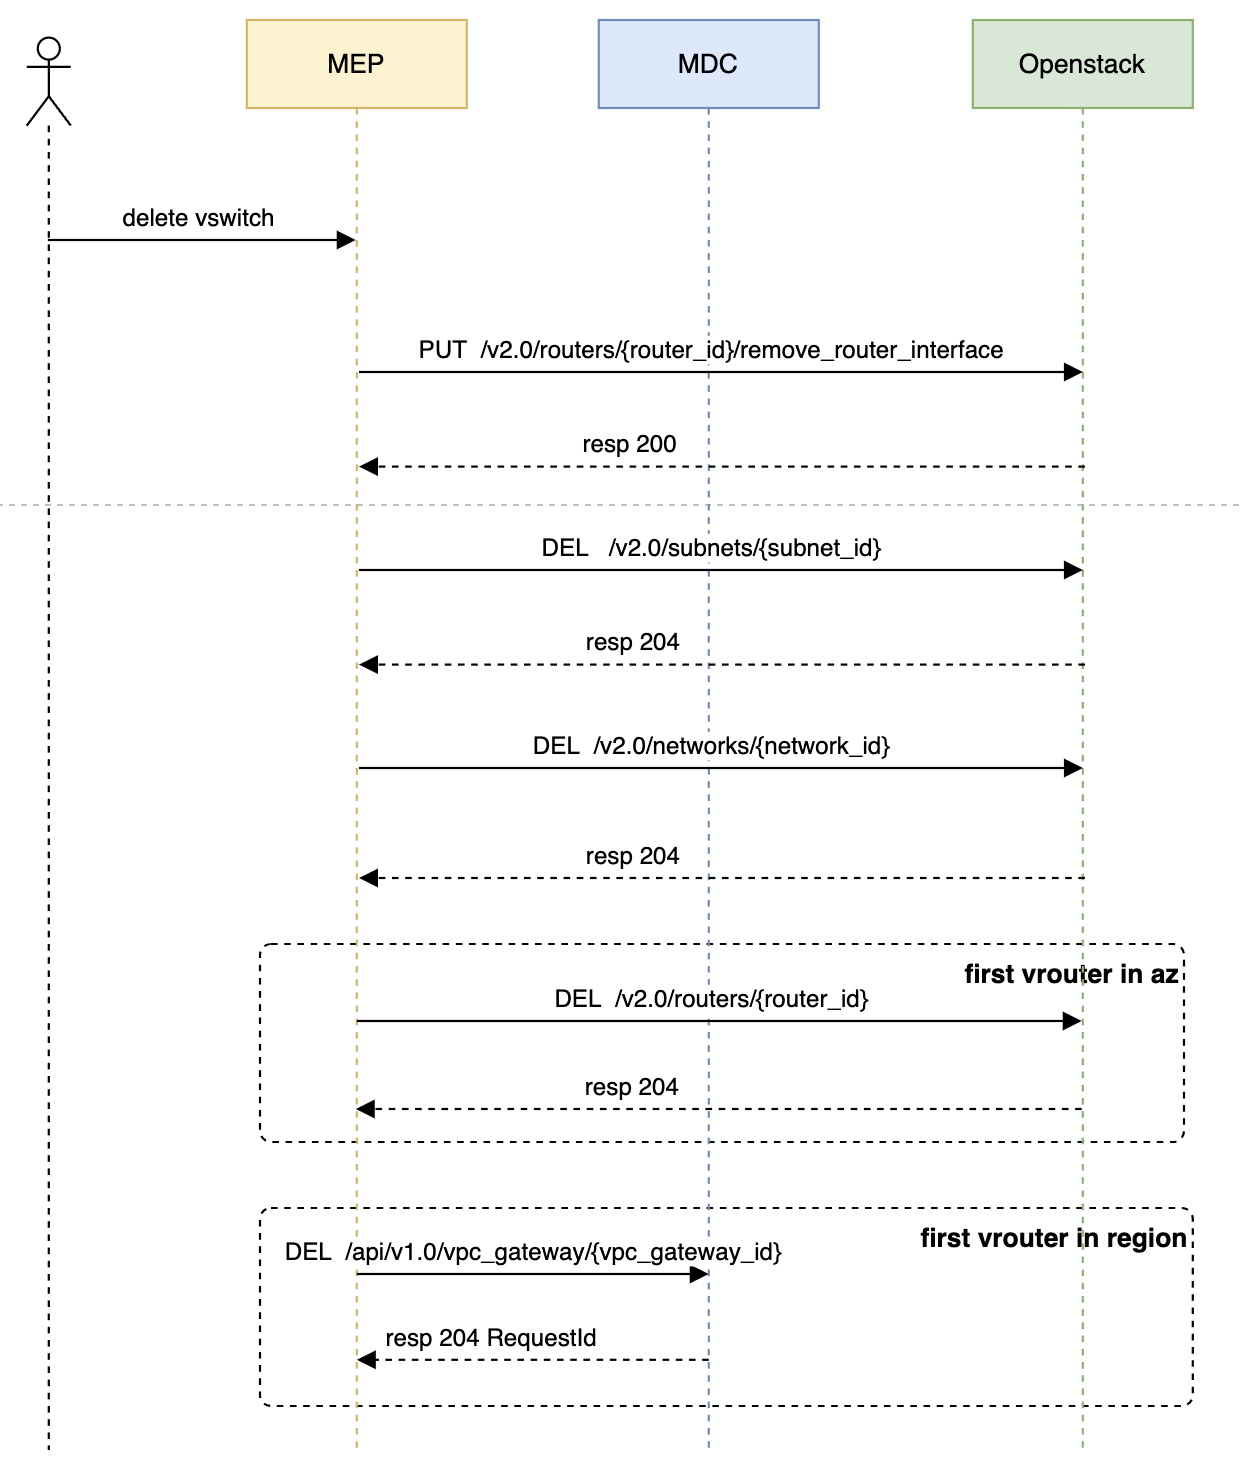 MEP
MDC
Openstack
delete vswitch
PUT /v2.0/routers/{router_id}/remove_router_interface
resp 200
DEL /v2.0/subnets/{subnet_id}
resp 204
DEL /v2.0/networks/{network_id}
resp 204
first vrouter in az
DEL /v2.0/routers/{router_id}
resp 204
first vrouter in region
DEL /api/v1.0/vpc_gateway/{vpc_gateway_id}
resp 204 RequestId